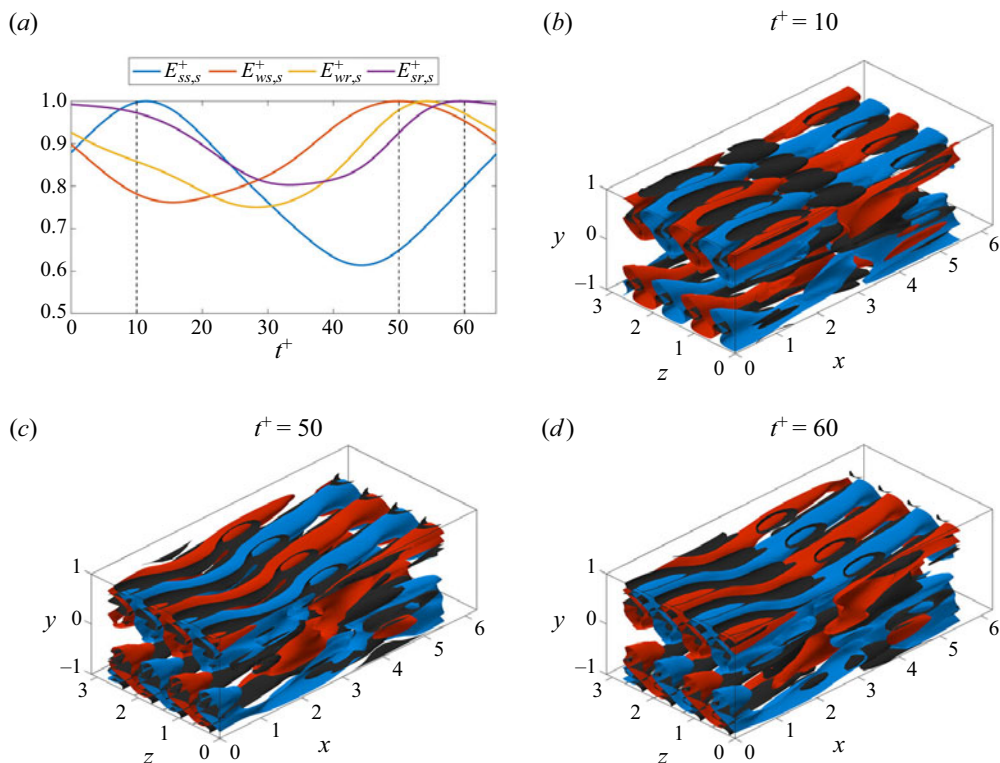 (a)
E⁺ss,s E⁺ws,s E⁺wr,s E⁺sr,s
1.0
0.9
0.8
0.7
0.6
0.5
0 10 20 30 40 50 60
t⁺
(b) t⁺ = 10
1
y 0
–1
3 2 1 0
z
0 1 2 3 4 5 6
x
(c) t⁺ = 50
1
y 0
–1
3 2 1 0
z
0 1 2 3 4 5 6
x
(d) t⁺ = 60
1
y 0
–1
3 2 1 0
z
0 1 2 3 4 5 6
x